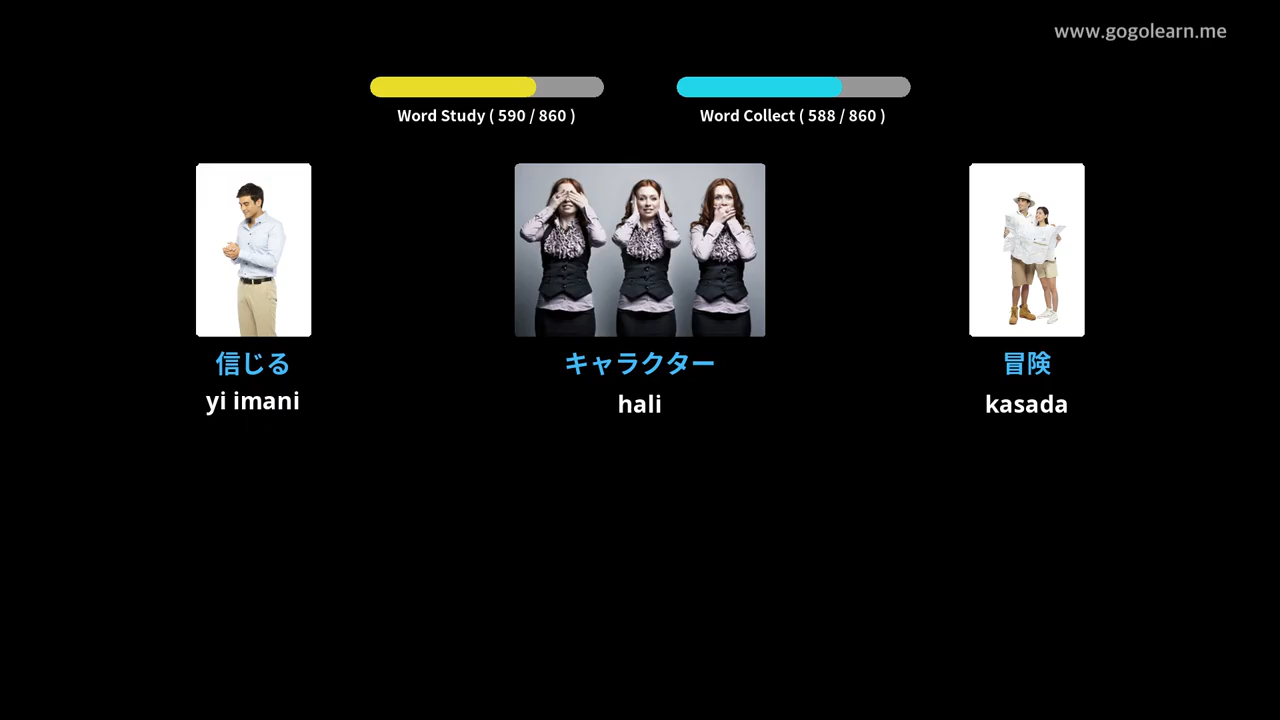 www.gogolearn.me
Word Study ( 590 / 860 )
Word Collect ( 588 / 860 )
信じる
yi imani
キャラクター
hali
冒険
kasada